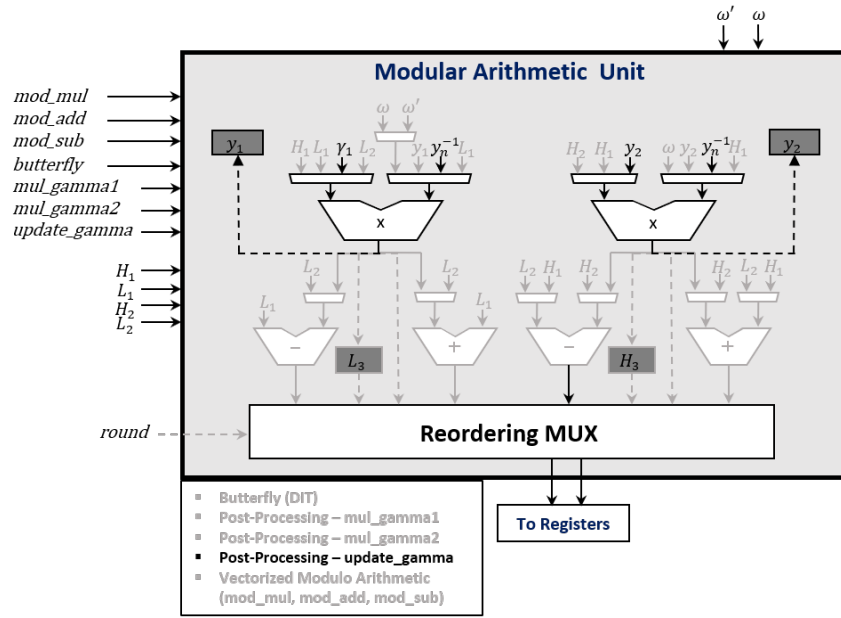 ω′ ω
Modular Arithmetic Unit
mod_mul
mod_add
mod_sub
butterfly
mul_gamma1
mul_gamma2
update_gamma
H₁
L₁
H₂
L₂
ω ω′
y₁
H₁ L₁ γ₁ L₂ y₁ yₙ⁻¹ L₁
H₂ H₁ y₂ ω y₂ yₙ⁻¹ H₁
y₂
x x
L₂ L₂ L₂ H₁ H₂ H₂ L₂ H₁
L₁ L₁
− + − +
L₃ H₃
round
Reordering MUX
To Registers
▪ Butterfly (DIT)
▪ Post-Processing – mul_gamma1
▪ Post-Processing – mul_gamma2
▪ Post-Processing – update_gamma
▪ Vectorized Modulo Arithmetic
(mod_mul, mod_add, mod_sub)